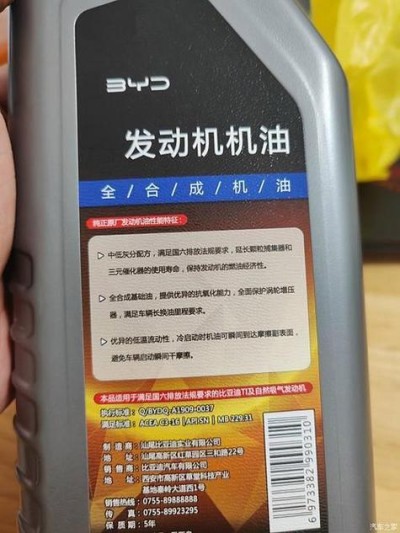 BYD
发动机机油
全/合成/机/油
纯正原厂发动机油性能特征：
中低灰分配方，满足国六排放法规要求，延长颗粒捕集器和
三元催化器的使用寿命，保持发动机的燃油经济性。
全合成基础油，提供优异的抗氧化能力，全面保护涡轮增压
器，满足车辆长换油里程要求。
优异的低温流动性，冷启动时机油可瞬间到达摩擦副表面，
避免车辆启动瞬间干摩擦。
本品适用于满足国六排放法规要求的比亚迪TI及自然吸气发动机
执行标准：Q/BYDQ-A1909-0037
满足标准：ACEA C3-16 | API SN | MB 229.31
制造商：汕尾比亚迪实业有限公司
地址：汕尾高新区红草园区三和路2号
销售商：比亚迪汽车有限公司
地址：西安市高新区草堂科技产业
基地秦岭大道西1号
销售热线：0755-89888888
传真：0755-89923295
保质期：5年
6973382990310
汽车之家